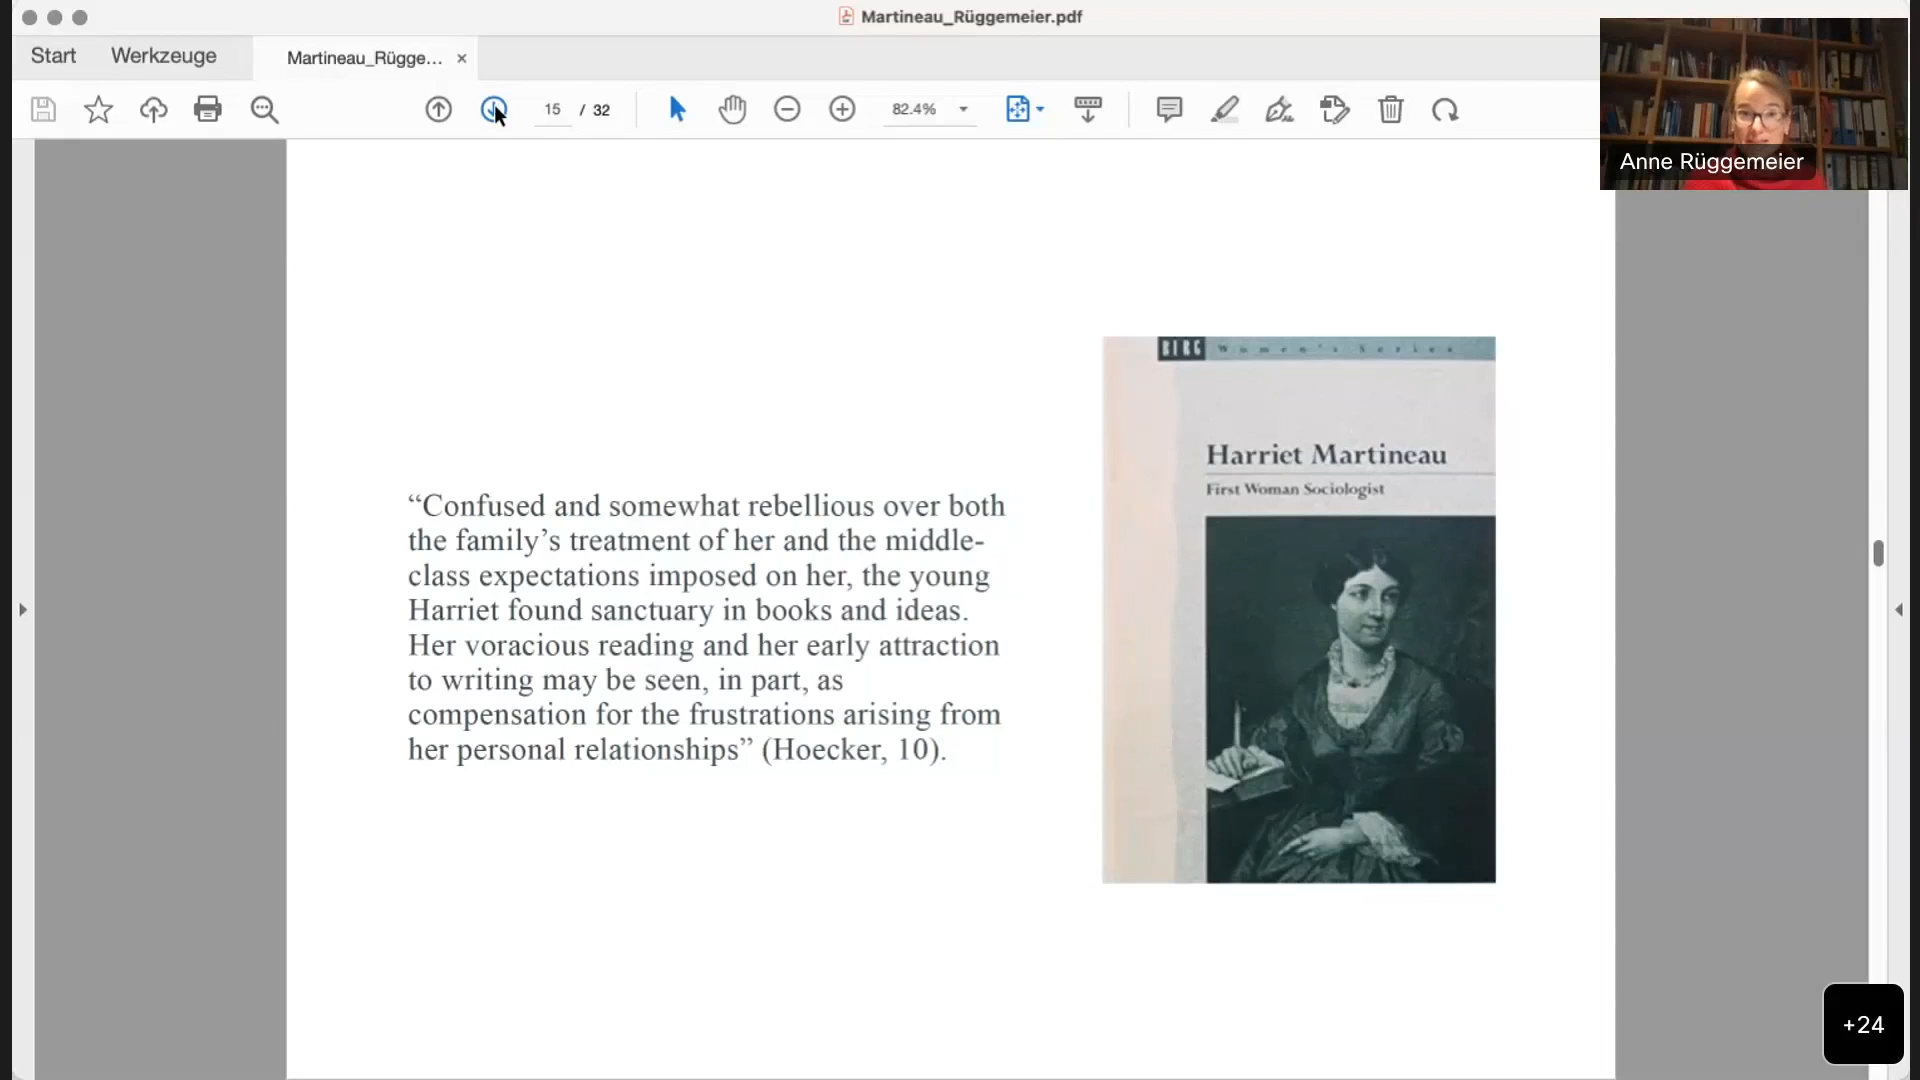 Martineau_Rüggemeier.pdf
Start
Werkzeuge
Martineau_Rügge...
15 / 32
82.4%
Anne Rüggemeier
“Confused and somewhat rebellious over both
the family’s treatment of her and the middle-
class expectations imposed on her, the young
Harriet found sanctuary in books and ideas.
Her voracious reading and her early attraction
to writing may be seen, in part, as
compensation for the frustrations arising from
her personal relationships” (Hoecker, 10).
BERG Women's Series
Harriet Martineau
First Woman Sociologist
+24